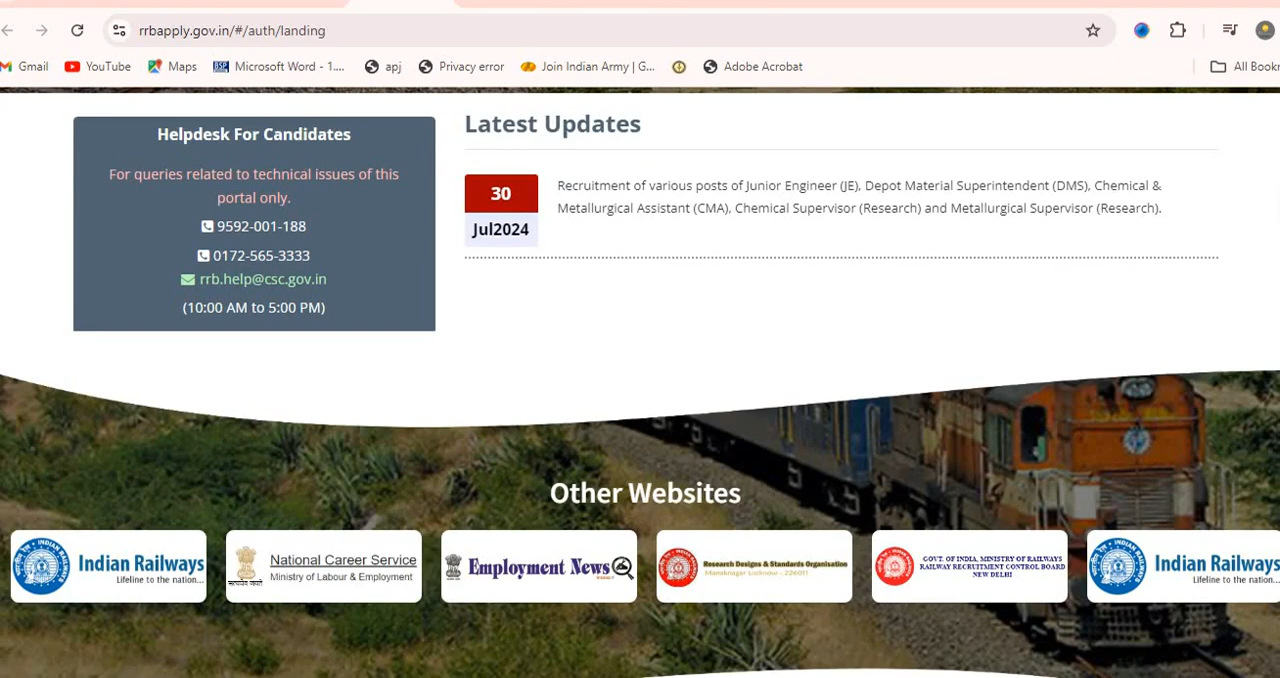 rrbapply.gov.in/#/auth/landing
Gmail
YouTube
Maps
Microsoft Word - 1....
apj
Privacy error
Join Indian Army | G...
Adobe Acrobat
All Book
Helpdesk For Candidates
For queries related to technical issues of this
portal only.
9592-001-188
0172-565-3333
rrb.help@csc.gov.in
(10:00 AM to 5:00 PM)
Latest Updates
30
Jul2024
Recruitment of various posts of Junior Engineer (JE), Depot Material Superintendent (DMS), Chemical &
Metallurgical Assistant (CMA), Chemical Supervisor (Research) and Metallurgical Supervisor (Research).
Other Websites
Indian Railways
Lifeline to the nation...
National Career Service
Ministry of Labour & Employment
Employment News
Research Designs & Standards Organisation
Manaknagar Lucknow - 226011
GOVT. OF INDIA, MINISTRY OF RAILWAYS
RAILWAY RECRUITMENT CONTROL BOARD
NEW DELHI
Indian Railways
Lifeline to the nation...